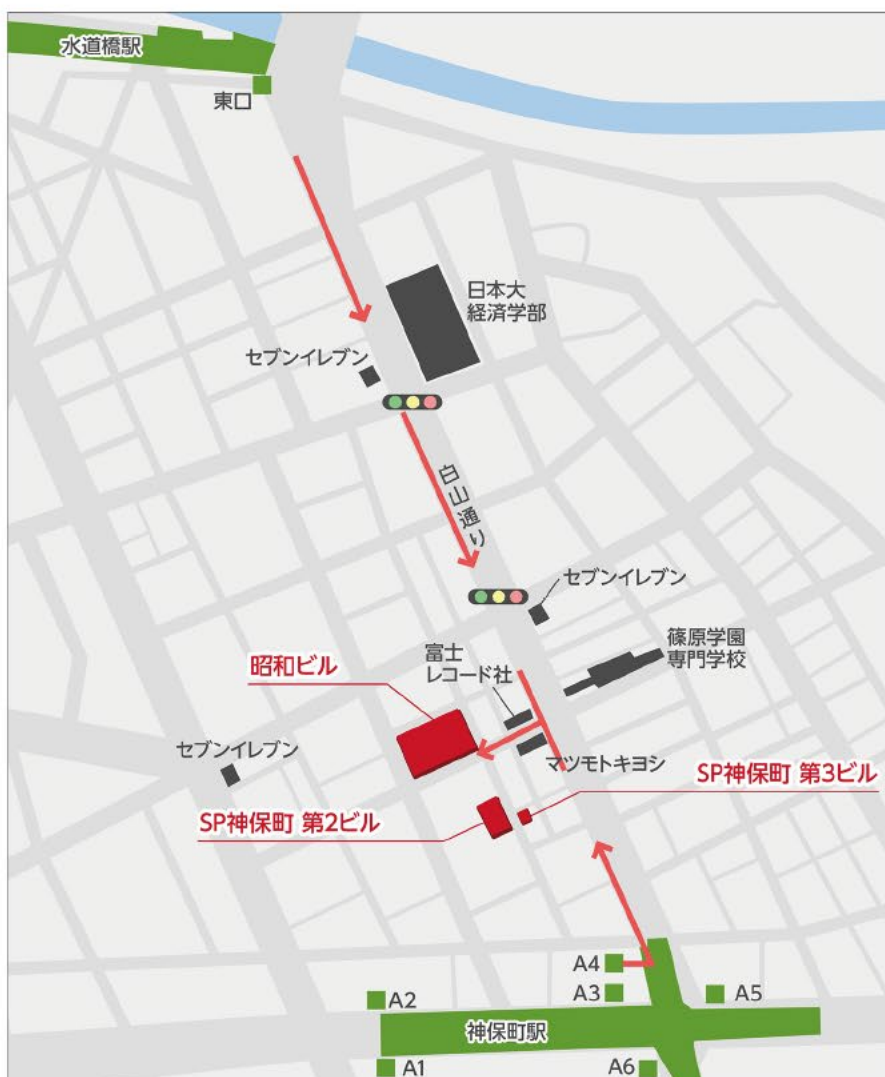 水道橋駅
東口
日本大
経済学部
セブンイレブン
白山通り
セブンイレブン
篠原学園
専門学校
富士
レコード社
昭和ビル
セブンイレブン
マツモトキヨシ
SP神保町 第3ビル
SP神保町 第2ビル
A4
A3
A5
A2
神保町駅
A1
A6